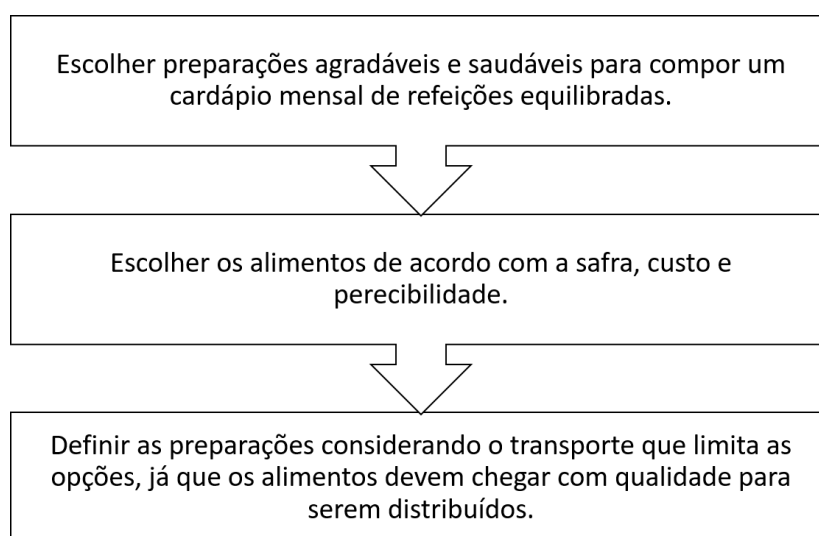 Escolher preparações agradáveis e saudáveis para compor um
cardápio mensal de refeições equilibradas.
Escolher os alimentos de acordo com a safra, custo e
perecibilidade.
Definir as preparações considerando o transporte que limita as
opções, já que os alimentos devem chegar com qualidade para
serem distribuídos.